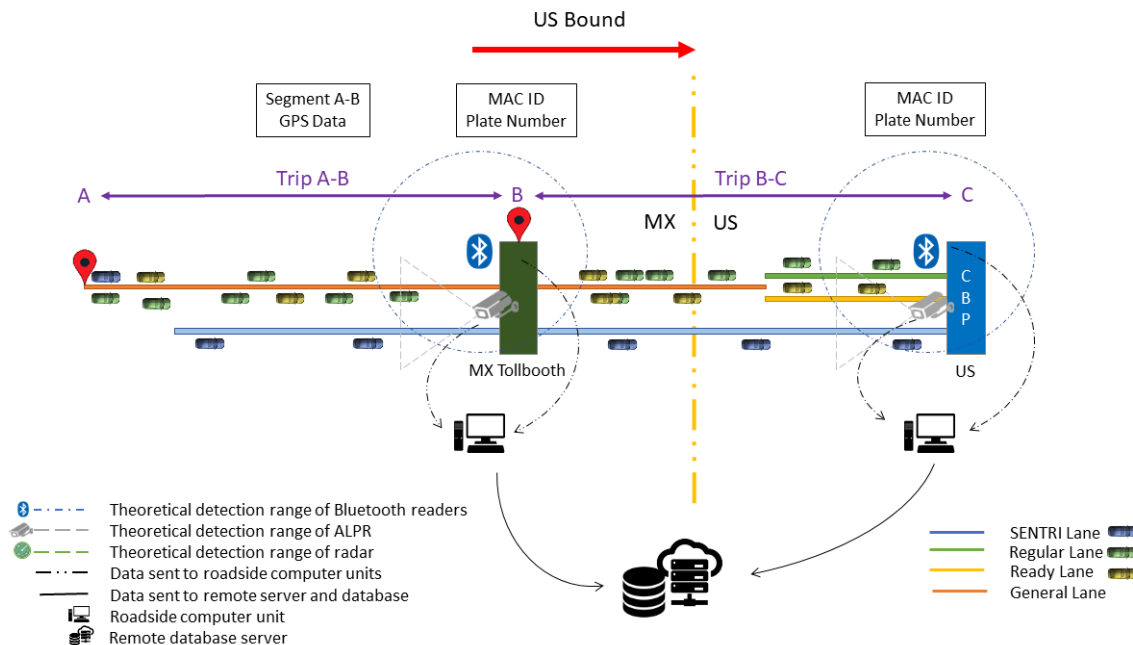 US Bound
Segment A-B
GPS Data
MAC ID
Plate Number
MAC ID
Plate Number
A
Trip A-B
B
Trip B-C
C
MX
US
C
B
P
MX Tollbooth
US
Theoretical detection range of Bluetooth readers
Theoretical detection range of ALPR
Theoretical detection range of radar
Data sent to roadside computer units
Data sent to remote server and database
Roadside computer unit
Remote database server
SENTRI Lane
Regular Lane
Ready Lane
General Lane